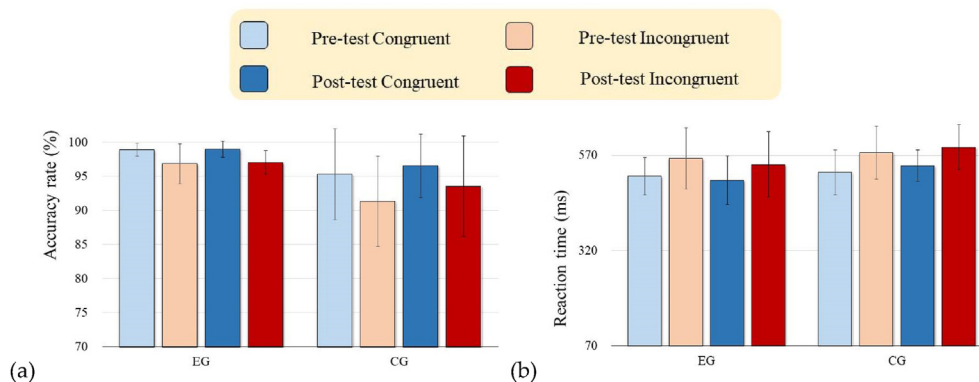 Pre-test Congruent
Pre-test Incongruent
Post-test Congruent
Post-test Incongruent
Accuracy rate (%)
100
95
90
85
80
75
70
EG
CG
(a)
Reaction time (ms)
570
320
70
EG
CG
(b)